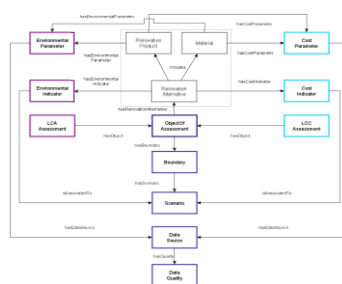 hasEnvironmentalParameter
hasCostParameter
Environmental
Parameter
Renovation
Product
Material
Cost
Parameter
hasEnvironmental
Parameter
hasCostParameter
includes
hasEnvironmental
Indicator
Environmental
Indicator
Renovation
Alternative
hasCostIndicator
Cost
Indicator
hasRenovationAlternative
LCA
Assessment
hasObject
ObjectOf
Assessment
hasObject
LCC
Assessment
hasBoundary
Boundary
hasScenario
isAssociatedTo
Scenario
isAssociatedTo
hasDataSource
Data
Source
hasDataSource
hasQuality
Data
Quality